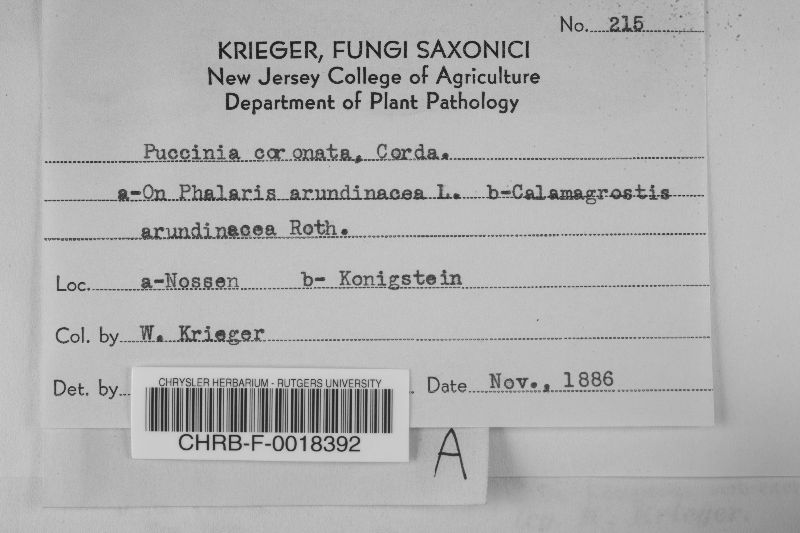 No. 215
KRIEGER, FUNGI SAXONICI
New Jersey College of Agriculture
Department of Plant Pathology
Puccinia coronata, Corda.
a-On Phalaris arundinacea L. b-Calamagrostis
arundinacea Roth.
Loc. a-Nossen b- Konigstein
Col. by W. Krieger
Det. by
Date Nov., 1886
CHRYSLER HERBARIUM - RUTGERS UNIVERSITY
CHRB-F-0018392
A
W. Krieger.